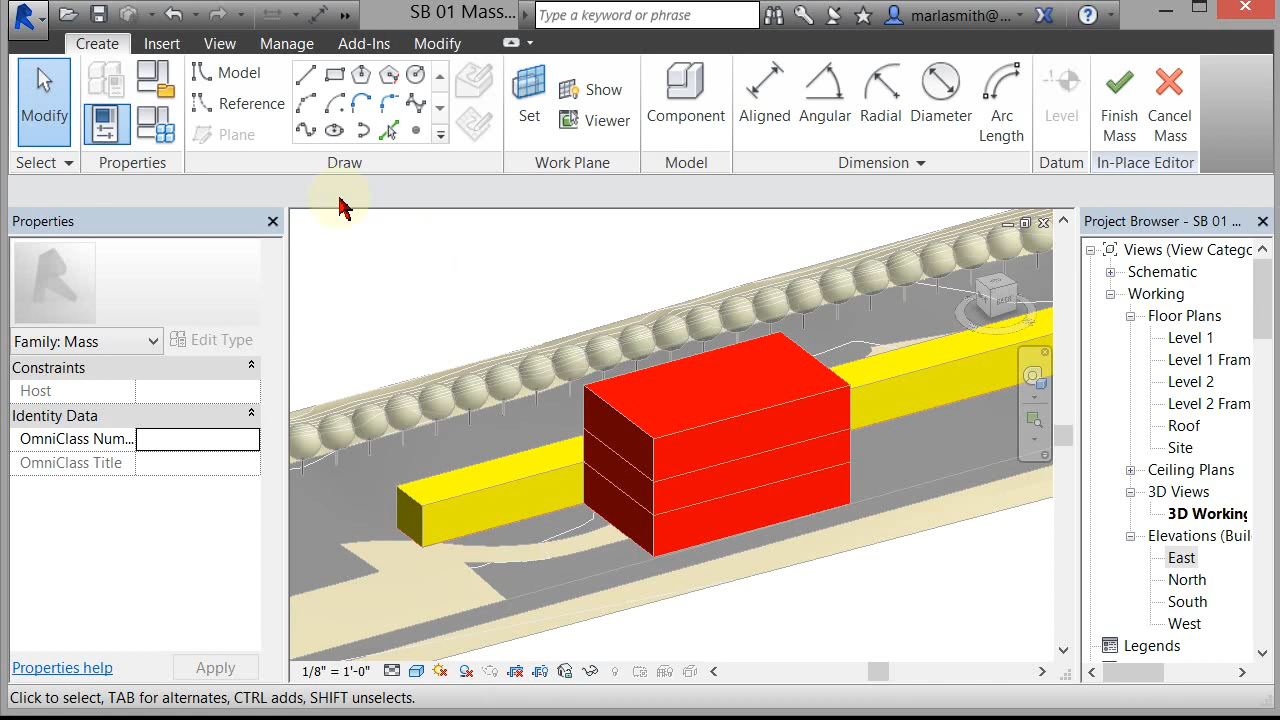 SB 01 Mass...
Type a keyword or phrase
marlasmith@...
Create Insert View Manage Add-Ins Modify
Modify
Model
Reference
Plane
Set
Show
Viewer
Component
Aligned Angular Radial Diameter Arc Length
Level
Finish Mass
Cancel Mass
Select Properties Draw Work Plane Model Dimension Datum In-Place Editor
Properties
Family: Mass
Edit Type
Constraints
Host
Identity Data
OmniClass Num...
OmniClass Title
Properties help
Apply
Project Browser - SB 01 ...
Views (View Catego
Schematic
Working
Floor Plans
Level 1
Level 1 Fram
Level 2
Level 2 Fram
Roof
Site
Ceiling Plans
3D Views
3D Working
Elevations (Buil
East
North
South
West
Legends
1/8" = 1'-0"
Click to select, TAB for alternates, CTRL adds, SHIFT unselects.